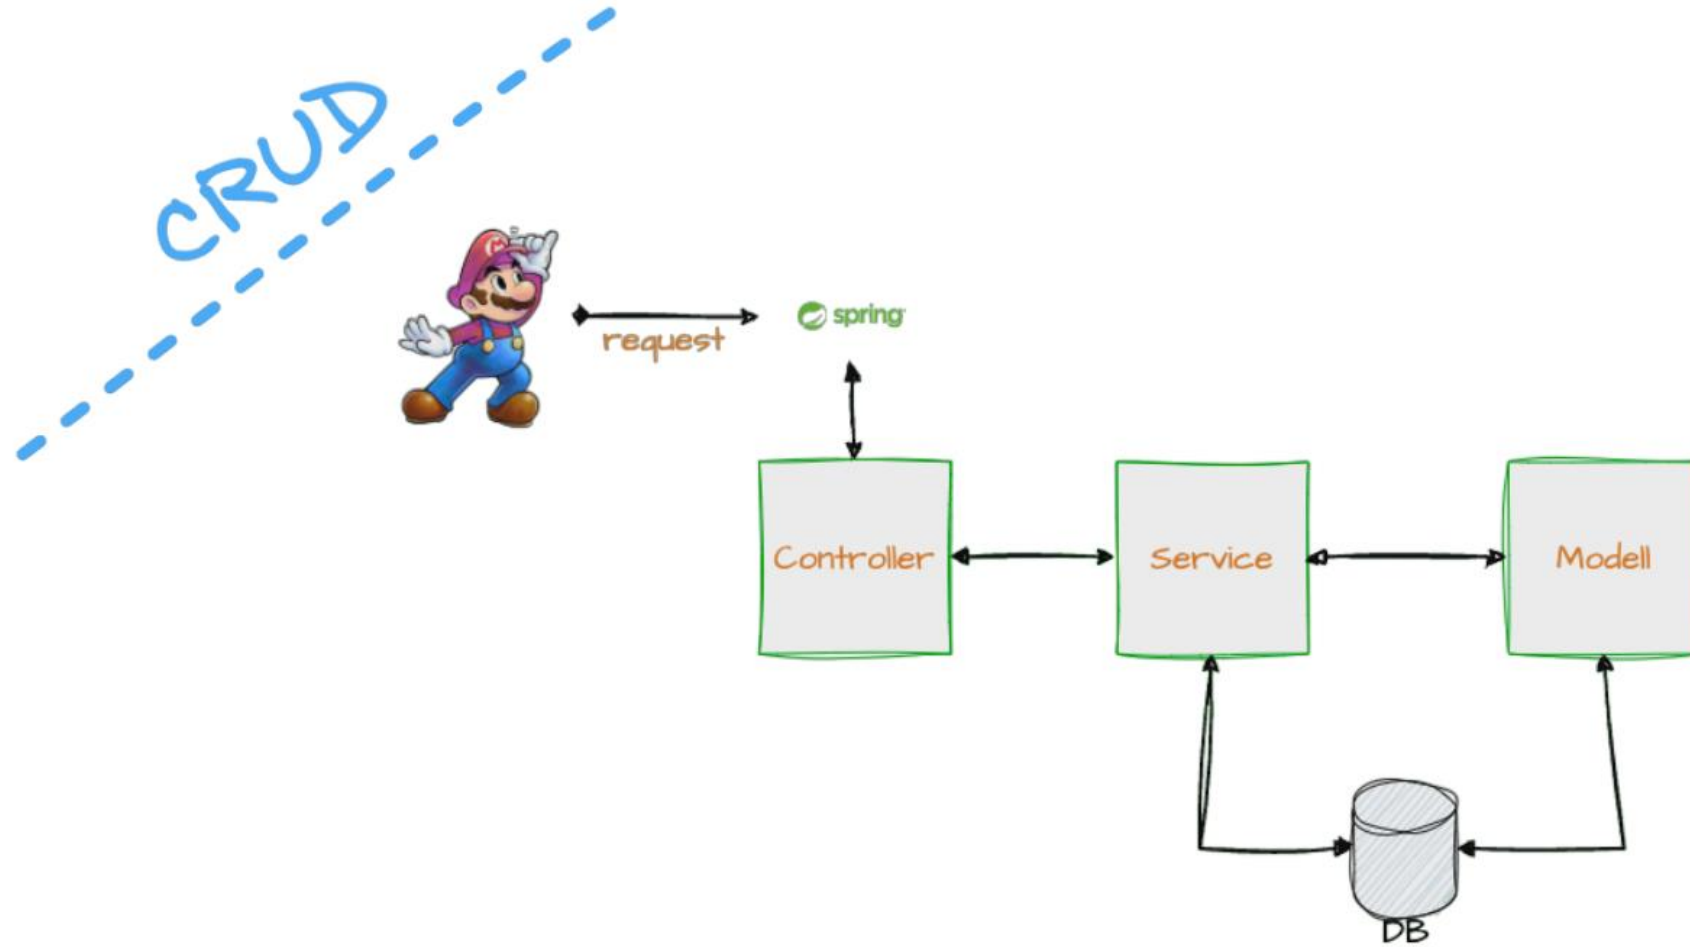 CRUD
M
spring
request
Controller
Service
Modell
DB